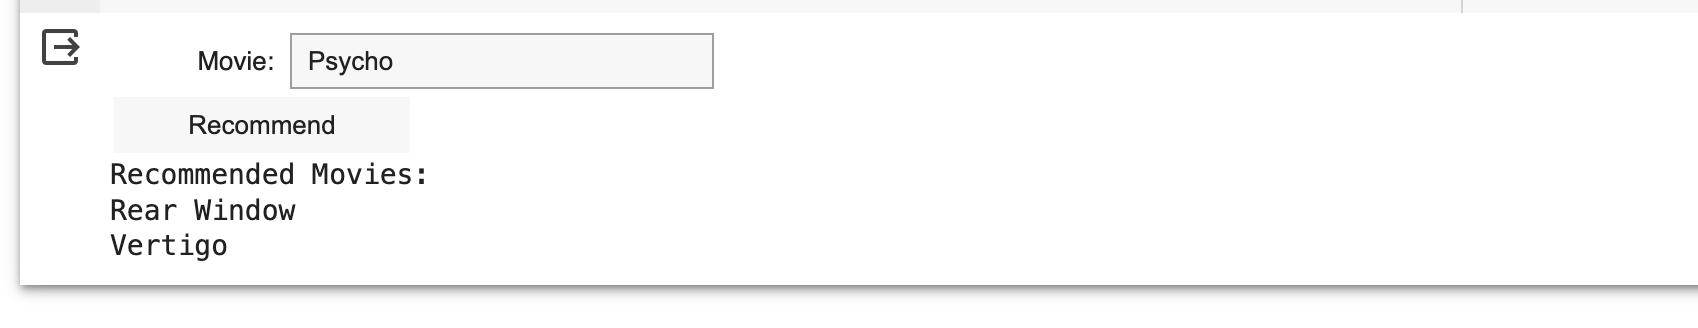 Movie: Psycho
Recommend
Recommended Movies:
Rear Window
Vertigo